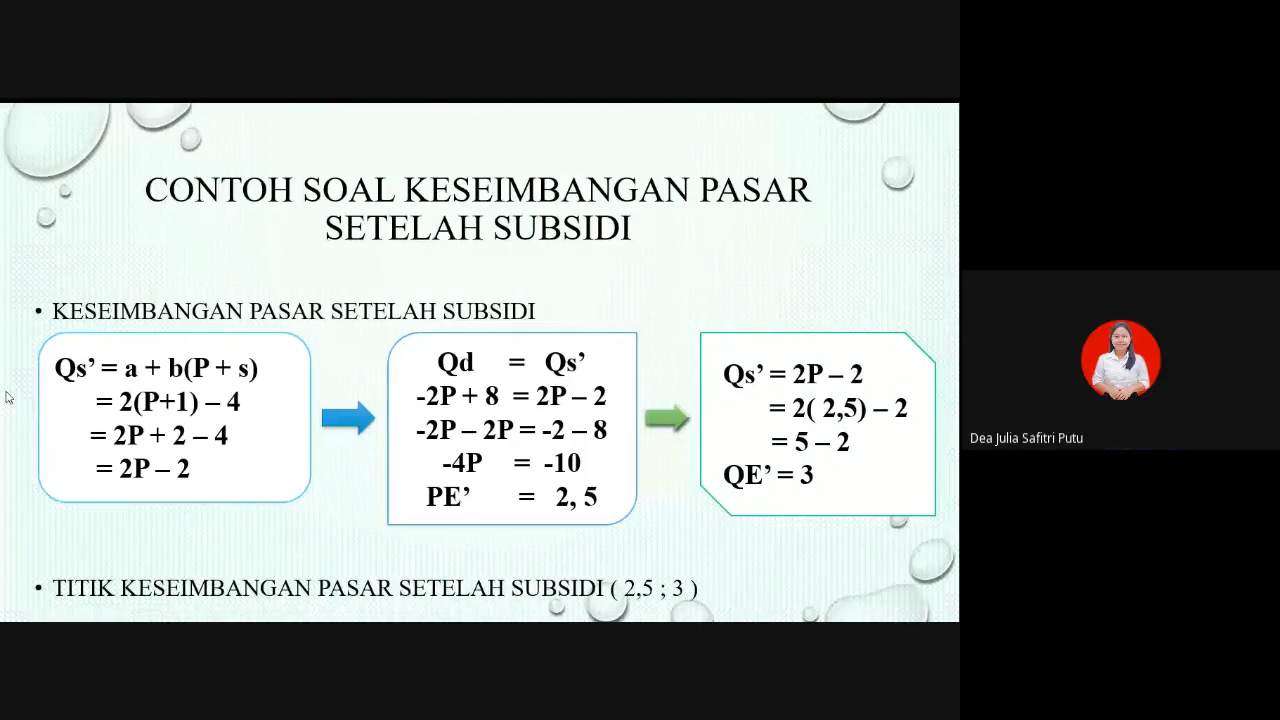 CONTOH SOAL KESEIMBANGAN PASAR
SETELAH SUBSIDI
• KESEIMBANGAN PASAR SETELAH SUBSIDI
Qs’ = a + b(P + s)
= 2(P+1) – 4
= 2P + 2 – 4
= 2P – 2
Qd = Qs’
-2P + 8 = 2P – 2
-2P – 2P = -2 – 8
-4P = -10
PE’ = 2, 5
Qs’ = 2P – 2
= 2( 2,5) – 2
= 5 – 2
QE’ = 3
• TITIK KESEIMBANGAN PASAR SETELAH SUBSIDI ( 2,5 ; 3 )
Dea Julia Safitri Putu